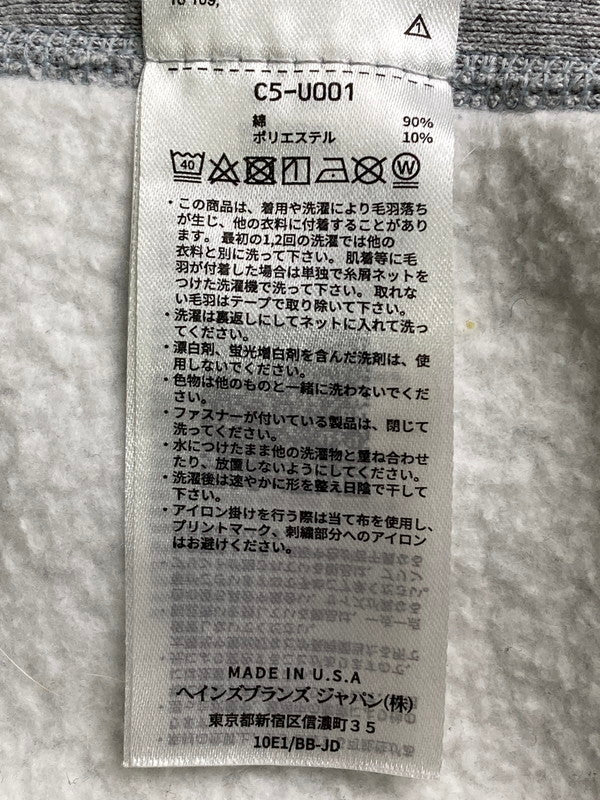 C5-U001
綿 90%
ポリエステル 10%
40 W
・この商品は、着用や洗濯により毛羽落ち
が生じ、他の衣料に付着することがあり
ます。最初の1,2回の洗濯では他の
衣料と別に洗って下さい。肌着等に毛
羽が付着した場合は単独で糸屑ネットを
つけた洗濯機で洗って下さい。取れな
い毛羽はテープで取り除いて下さい。
・洗濯は裏返しにしてネットに入れて洗っ
てください。
・漂白剤、蛍光増白剤を含んだ洗剤は、使
用しないでください。
・色物は他のものと一緒に洗わないでくだ
さい。
・ファスナーが付いている製品は、閉じて
洗ってください。
・水につけたまま他の洗濯物と重ね合わせ
たり、放置しないようにしてください。
・洗濯後は速やかに形を整え日陰で干して
下さい。
・アイロン掛けを行う際は当て布を使用し、
プリントマーク、刺繍部分へのアイロン
はお避けください。
MADE IN U.S.A
ヘインズブランズ ジャパン(株)
東京都新宿区信濃町35
10E1/BB-JD